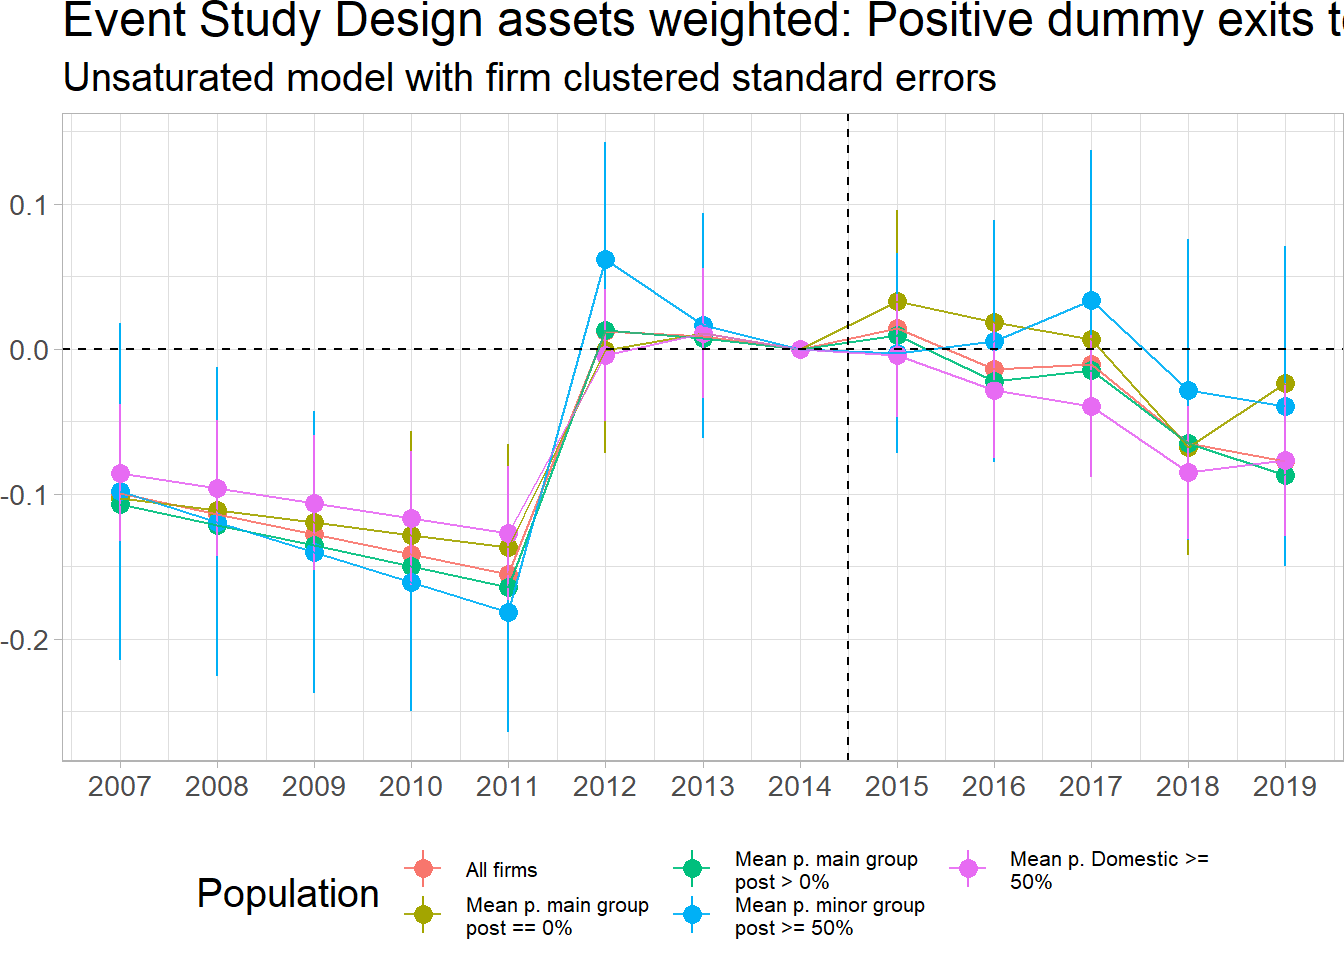 Event Study Design assets weighted: Positive dummy exits
Unsaturated model with firm clustered standard errors
0.1
0.0
-0.1
-0.2
2007 2008 2009 2010 2011 2012 2013 2014 2015 2016 2017 2018 2019
Population
All firms
Mean p. main group
post == 0%
Mean p. main group
post > 0%
Mean p. minor group
post >= 50%
Mean p. Domestic >=
50%